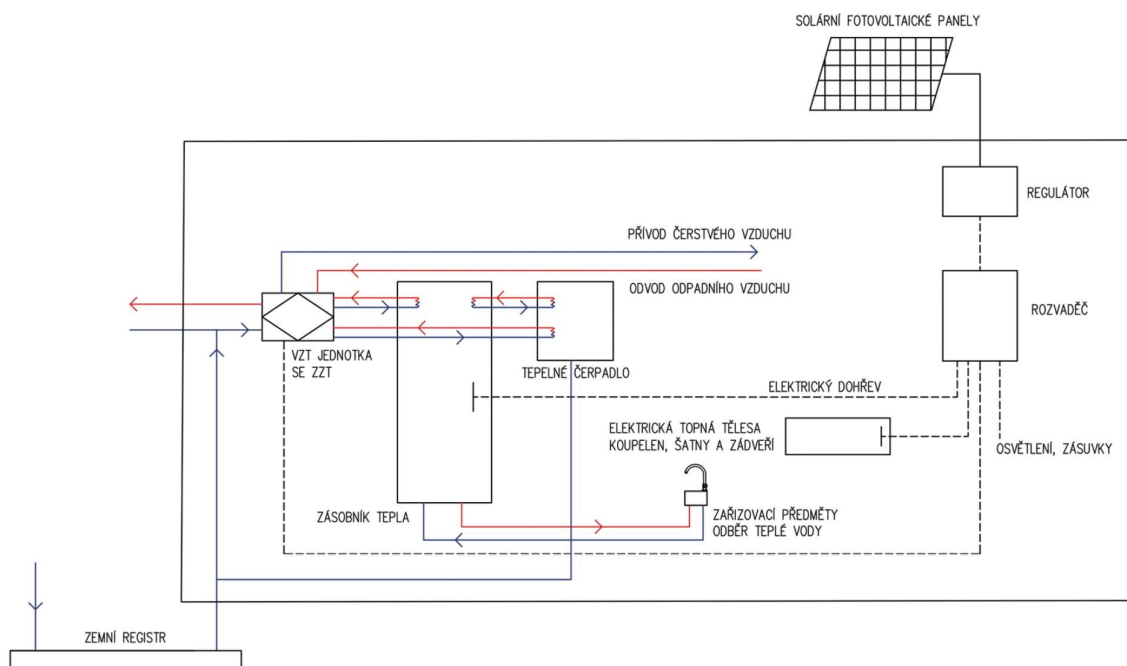 SOLÁRNÍ FOTOVOLTAICKÉ PANELY
REGULÁTOR
PŘÍVOD ČERSTVÉHO VZDUCHU
ODVOD ODPADNÍHO VZDUCHU
ROZVADĚČ
VZT JEDNOTKA
SE ZZT
TEPELNÉ ČERPADLO
ELEKTRICKÝ DOHŘEV
ELEKTRICKÁ TOPNÁ TĚLESA
KOUPELEN, ŠATNY A ZÁDVEŘÍ
OSVĚTLENÍ, ZÁSUVKY
ZÁSOBNÍK TEPLA
ZAŘIZOVACÍ PŘEDMĚTY
ODBĚR TEPLÉ VODY
ZEMNÍ REGISTR